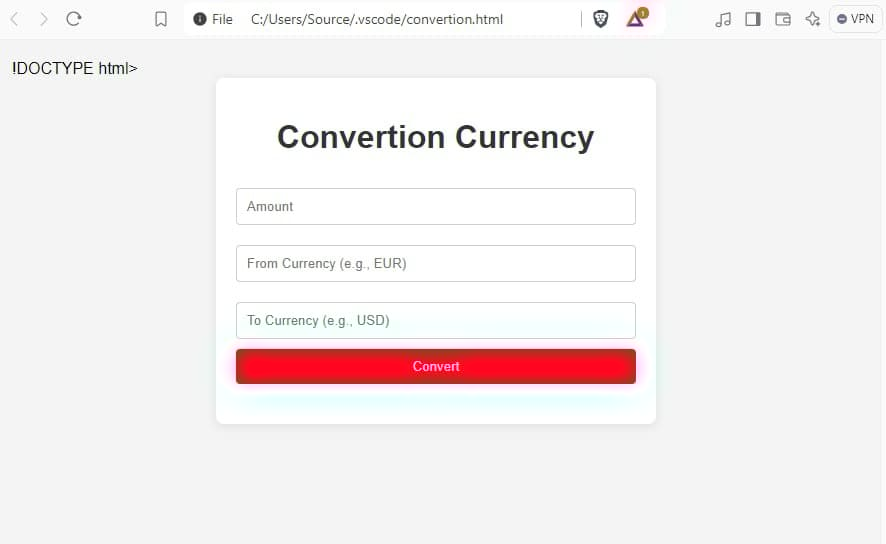 File C:/Users/Source/.vscode/convertion.html 1 VPN
!DOCTYPE html>
Convertion Currency
Amount
From Currency (e.g., EUR)
To Currency (e.g., USD)
Convert